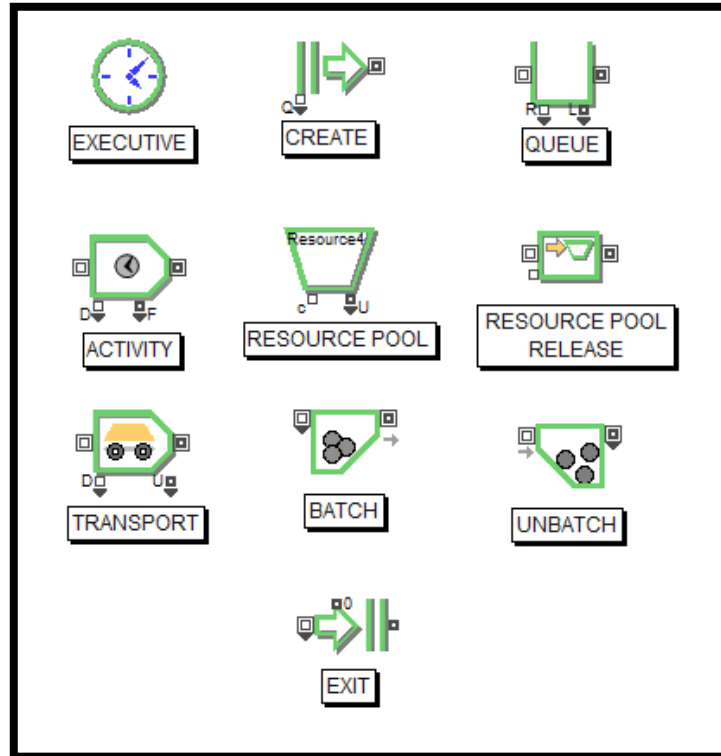 Q
EXECUTIVE
CREATE
R L
QUEUE
Resource4
D F
c U
ACTIVITY
RESOURCE POOL
RESOURCE POOL
RELEASE
D U
TRANSPORT
BATCH
UNBATCH
0
EXIT